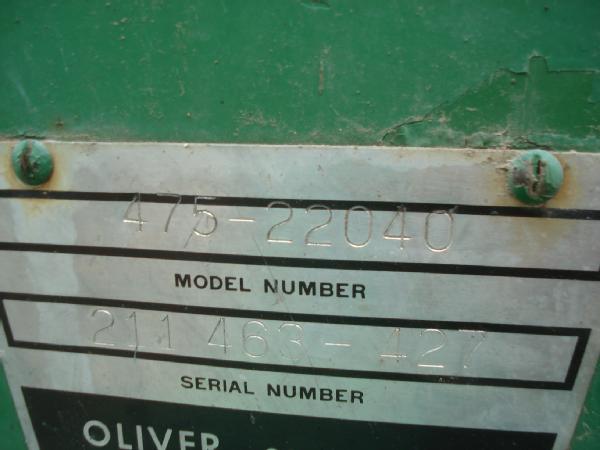 475-22040
MODEL NUMBER
211 463-427
SERIAL NUMBER
OLIVER